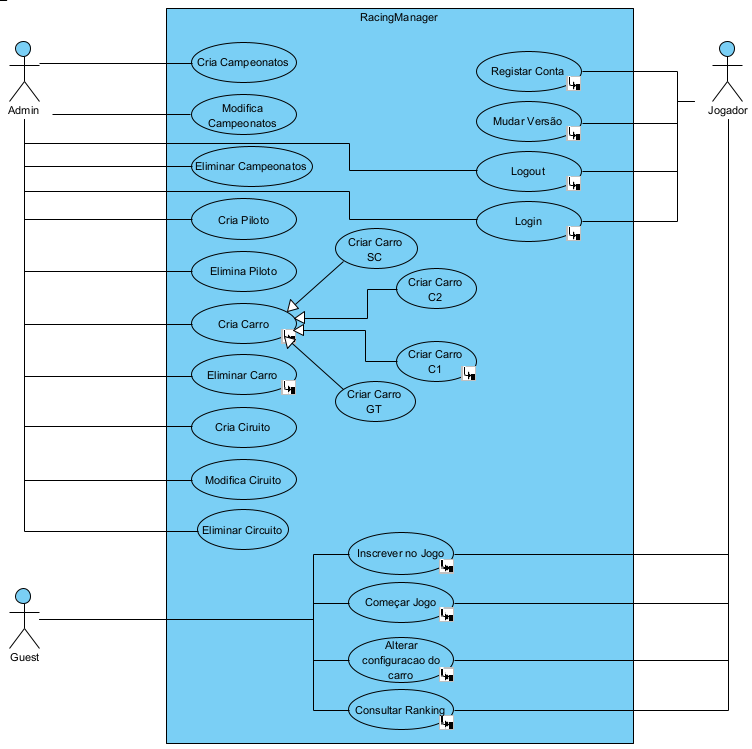 RacingManager
Admin
Jogador
Guest
Cria Campeonatos
Modifica
Campeonatos
Eliminar Campeonatos
Cria Piloto
Elimina Piloto
Cria Carro
Eliminar Carro
Cria Ciruito
Modifica Ciruito
Eliminar Circuito
Registar Conta
Mudar Versão
Logout
Login
Criar Carro
SC
Criar Carro
C2
Criar Carro
C1
Criar Carro
GT
Inscrever no Jogo
Começar Jogo
Alterar
configuracao do
carro
Consultar Ranking